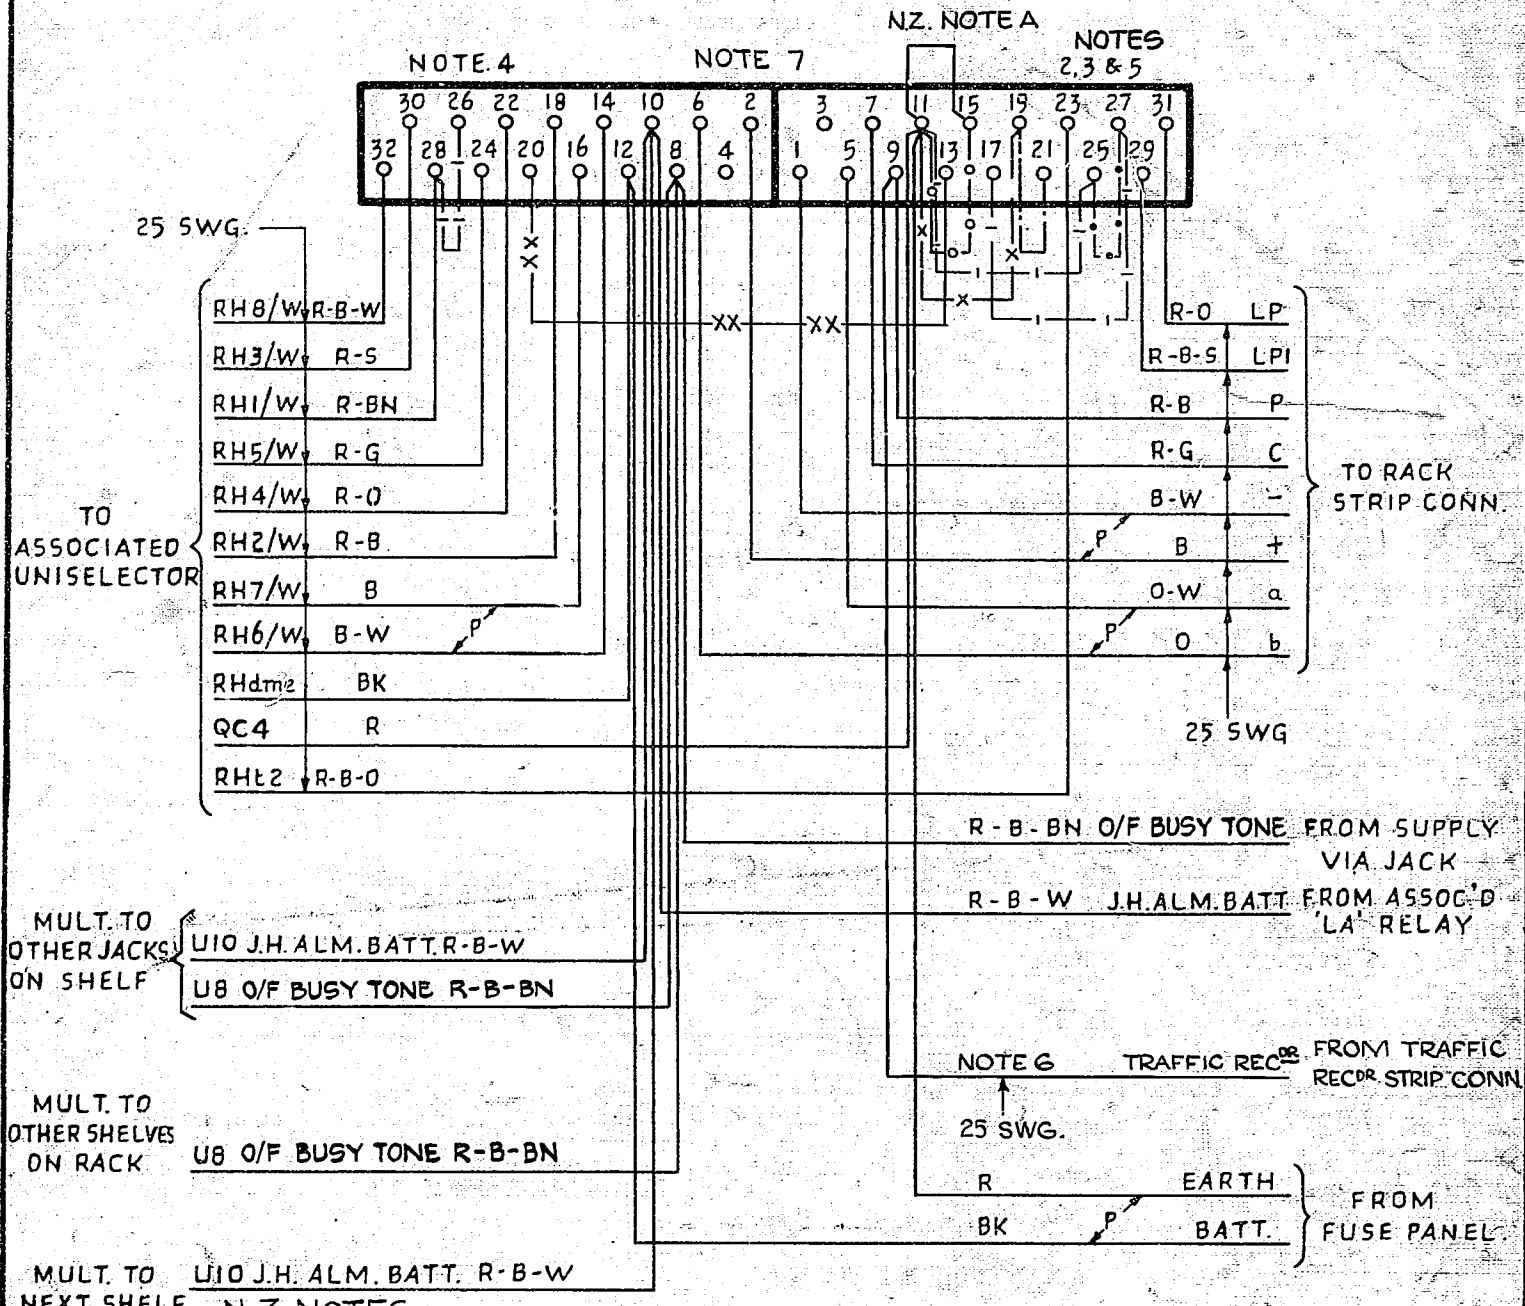 N.Z. NOTE A
NOTE. 4
NOTE 7
NOTES
2,3 & 5
30 26 22 18 14 10 6 2 3 7 11 15 19 23 27 31
32 28 24 20 16 12 8 4 1 5 9 13 17 21 25 29
25 SWG.
XX
XX XX
X
X
X
RH8/W R-B-W
RH3/W R-S
RH1/W R-BN
RH5/W R-G
RH4/W R-O
RH2/W R-B
RH7/W B
RH6/W B-W
RHdm2 BK
QC4 R
RHt2 R-B-O
P
TO
ASSOCIATED
UNISELECTOR
R-O LP
R-B-S LP1
R-B P
R-G C
B-W -
P
B +
O-W a
P
O b
TO RACK
STRIP CONN.
25 SWG
R-B-BN O/F BUSY TONE FROM SUPPLY
VIA JACK
R-B-W J.H.ALM.BATT FROM ASSOC'D
'LA' RELAY
MULT. TO
OTHER JACKS
ON SHELF
U10 J.H. ALM. BATT. R-B-W
U8 O/F BUSY TONE R-B-BN
NOTE 6 TRAFFIC RECDR FROM TRAFFIC
RECDR. STRIP CONN
25 SWG.
MULT. TO
OTHER SHELVES
ON RACK
U8 O/F BUSY TONE R-B-BN
R EARTH
P
BK BATT.
FROM
FUSE PANEL.
MULT. TO
NEXT SHELF
U10 J.H. ALM. BATT. R-B-W
N.Z. NOTES